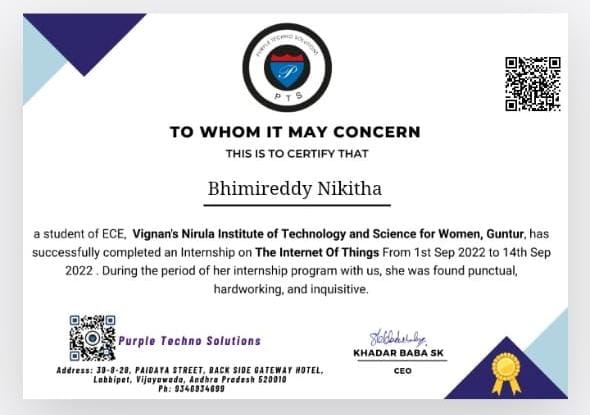 PURPLE TECHNO SOLUTIONS
P
P T S
TO WHOM IT MAY CONCERN
THIS IS TO CERTIFY THAT
Bhimireddy Nikitha
a student of ECE, Vignan's Nirula Institute of Technology and Science for Women, Guntur, has
successfully completed an Internship on The Internet Of Things From 1st Sep 2022 to 14th Sep
2022 . During the period of her internship program with us, she was found punctual,
hardworking, and inquisitive.
Purple Techno Solutions
Address: 30-8-28, PAIDAYA STREET, BACK SIDE GATEWAY HOTEL,
Labbipet, Vijayawada, Andhra Pradesh 520010
Ph: 9346934699
KHADAR BABA SK
CEO